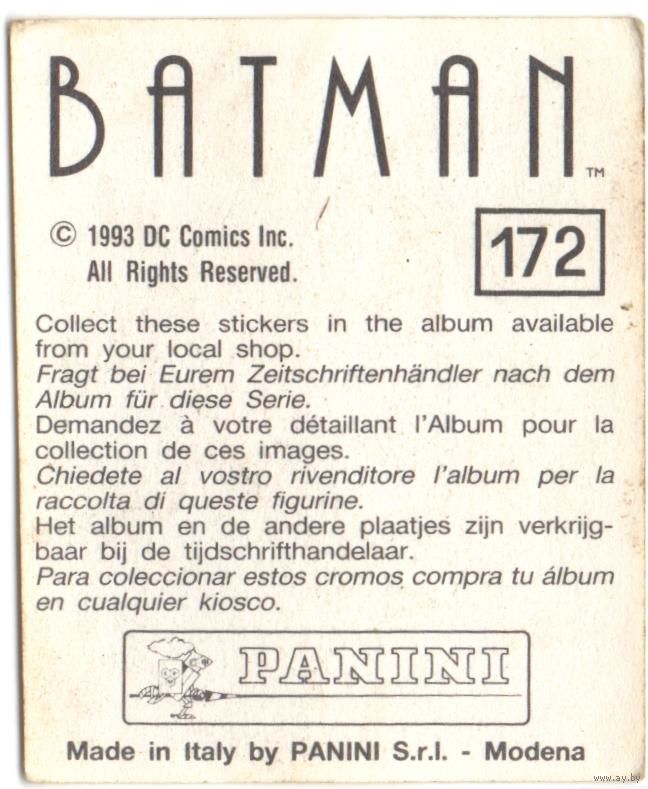 BATMAN™
© 1993 DC Comics Inc.
All Rights Reserved.
172
Collect these stickers in the album available
from your local shop.
Fragt bei Eurem Zeitschriftenhändler nach dem
Album für diese Serie.
Demandez à votre détaillant l'Album pour la
collection de ces images.
Chiedete al vostro rivenditore l'album per la
raccolta di queste figurine.
Het album en de andere plaatjes zijn verkrijg-
baar bij de tijdschrifthandelaar.
Para coleccionar estos cromos compra tu álbum
en cualquier kiosco.
PANINI
Made in Italy by PANINI S.r.l. - Modena
www.ay.by